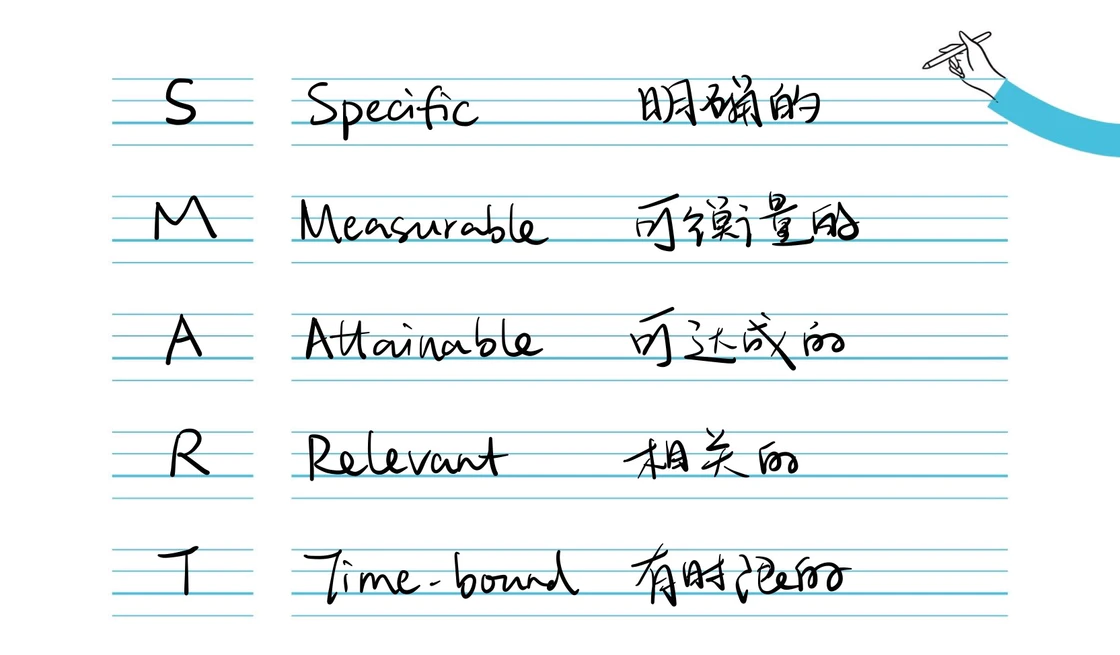 S Specific 明确的
M Measurable 可衡量的
A Attainable 可达成的
R Relevant 相关的
T Time-bound 有时限的